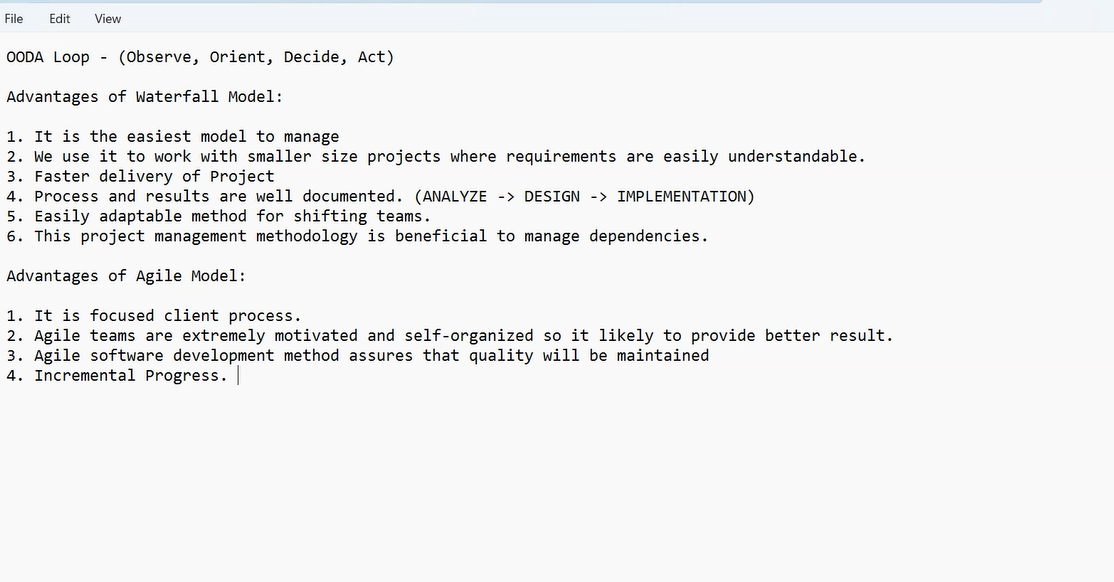 File Edit View
OODA Loop - (Observe, Orient, Decide, Act)
Advantages of Waterfall Model:
1. It is the easiest model to manage
2. We use it to work with smaller size projects where requirements are easily understandable.
3. Faster delivery of Project
4. Process and results are well documented. (ANALYZE -> DESIGN -> IMPLEMENTATION)
5. Easily adaptable method for shifting teams.
6. This project management methodology is beneficial to manage dependencies.
Advantages of Agile Model:
1. It is focused client process.
2. Agile teams are extremely motivated and self-organized so it likely to provide better result.
3. Agile software development method assures that quality will be maintained
4. Incremental Progress.